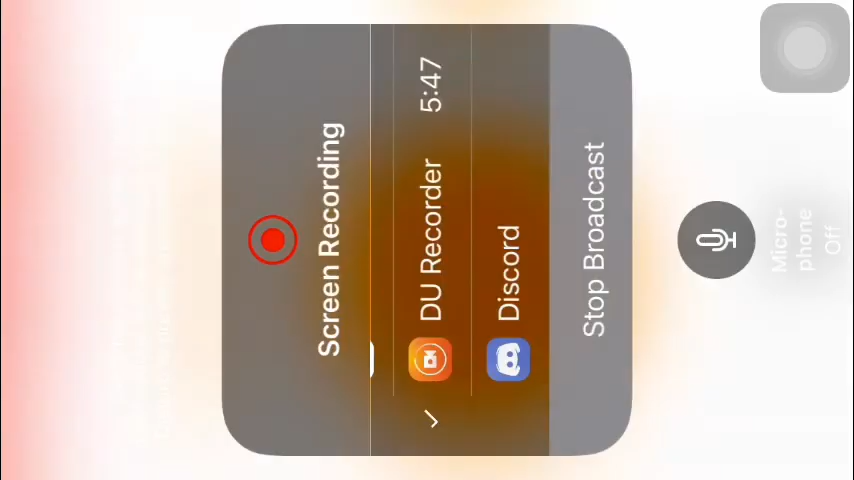 Screen Recording
DU Recorder 5:47
Discord
Stop Broadcast
Micro-
phone
Off